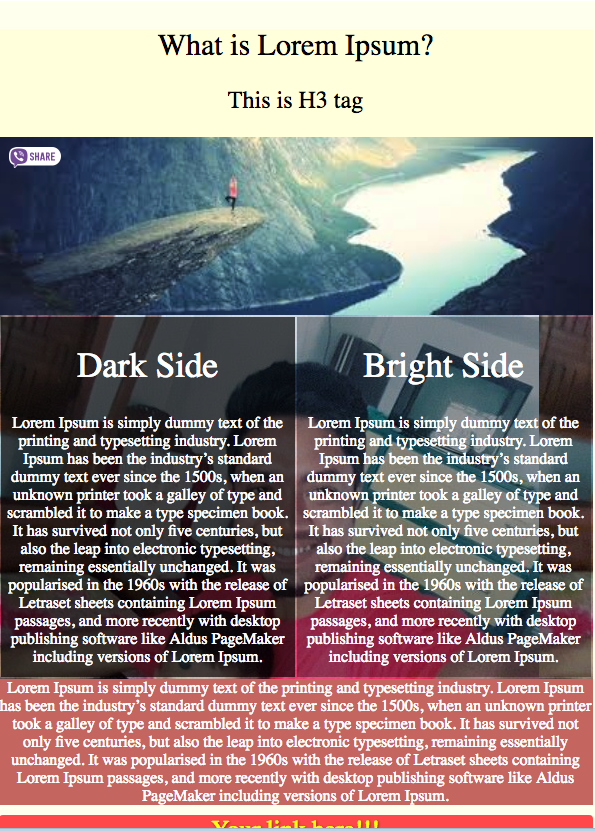 What is Lorem Ipsum?
This is H3 tag
SHARE
Dark Side
Lorem Ipsum is simply dummy text of the
printing and typesetting industry. Lorem
Ipsum has been the industry's standard
dummy text ever since the 1500s, when an
unknown printer took a galley of type and
scrambled it to make a type specimen book.
It has survived not only five centuries, but
also the leap into electronic typesetting,
remaining essentially unchanged. It was
popularised in the 1960s with the release of
Letraset sheets containing Lorem Ipsum
passages, and more recently with desktop
publishing software like Aldus PageMaker
including versions of Lorem Ipsum.
Bright Side
Lorem Ipsum is simply dummy text of the
printing and typesetting industry. Lorem
Ipsum has been the industry's standard
dummy text ever since the 1500s, when an
unknown printer took a galley of type and
scrambled it to make a type specimen book.
It has survived not only five centuries, but
also the leap into electronic typesetting,
remaining essentially unchanged. It was
popularised in the 1960s with the release of
Letraset sheets containing Lorem Ipsum
passages, and more recently with desktop
publishing software like Aldus PageMaker
including versions of Lorem Ipsum.
Lorem Ipsum is simply dummy text of the printing and typesetting industry. Lorem Ipsum
has been the industry's standard dummy text ever since the 1500s, when an unknown printer
took a galley of type and scrambled it to make a type specimen book. It has survived not
only five centuries, but also the leap into electronic typesetting, remaining essentially
unchanged. It was popularised in the 1960s with the release of Letraset sheets containing
Lorem Ipsum passages, and more recently with desktop publishing software like Aldus
PageMaker including versions of Lorem Ipsum.
Your link here!!!